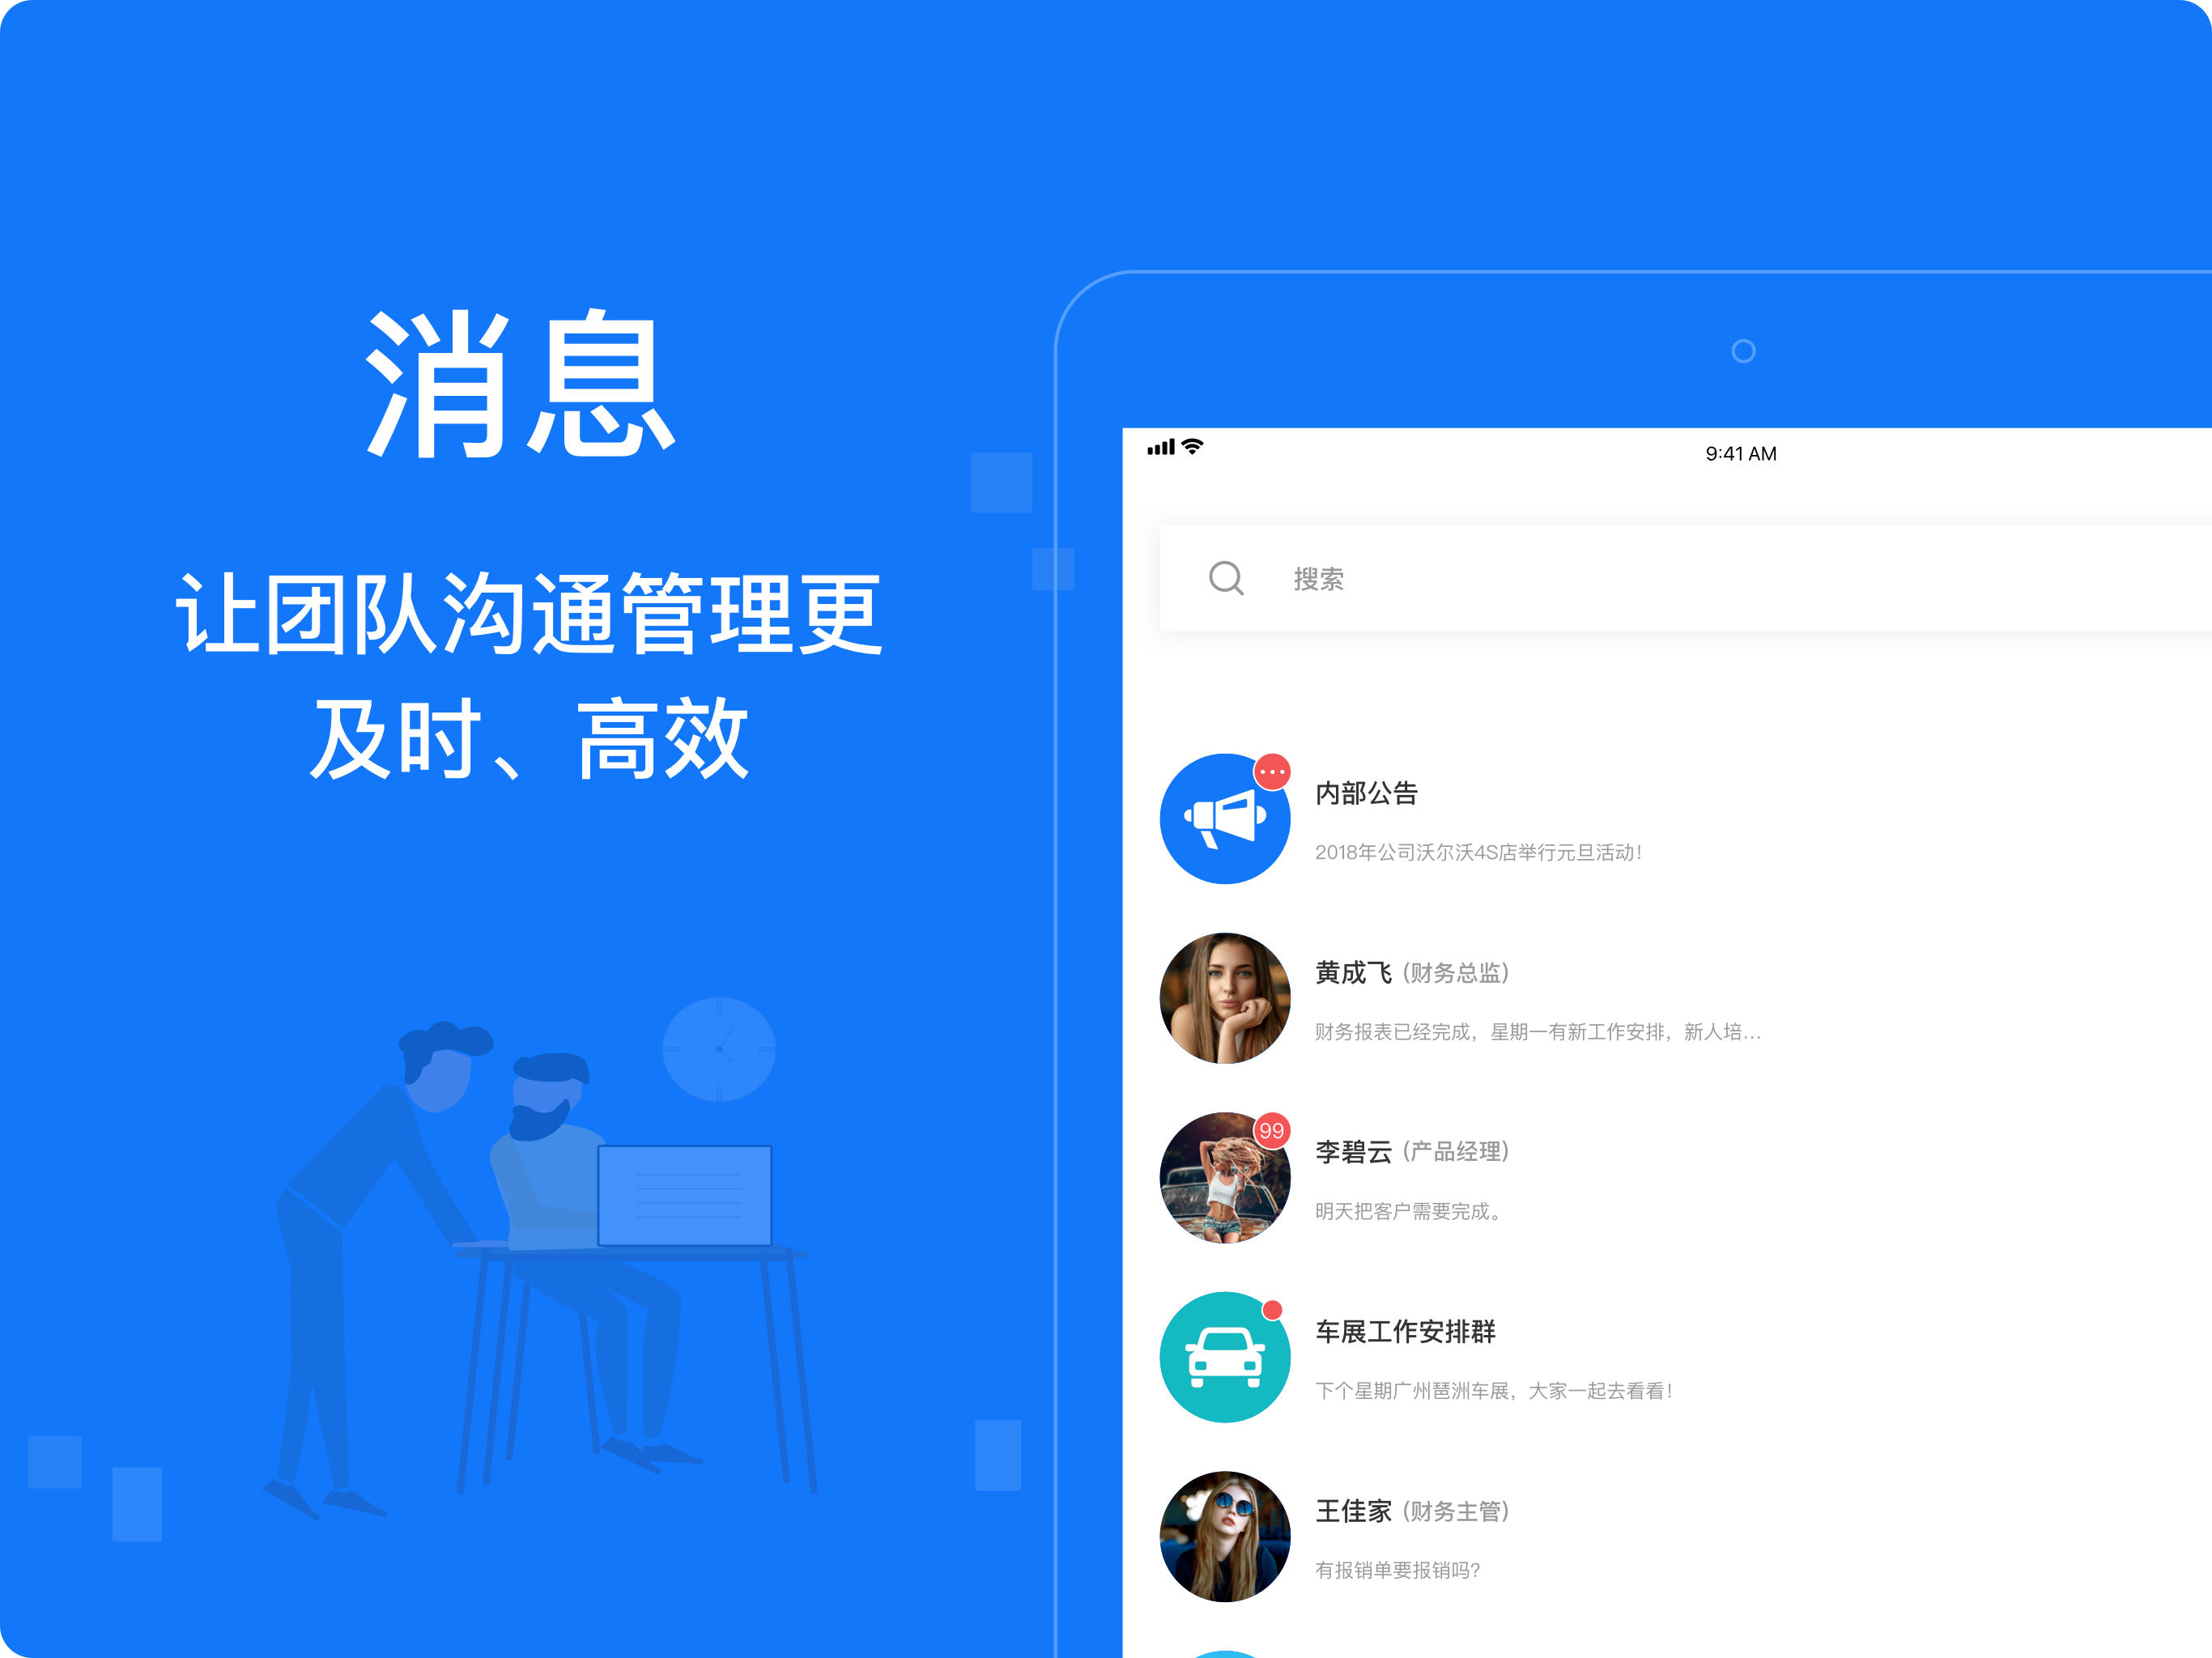 消息
让团队沟通管理更
及时、高效
9:41 AM
搜索
内部公告
2018年公司沃尔沃4S店举行元旦活动!
黄成飞 (财务总监)
财务报表已经完成，星期一有新工作安排，新人培...
99
李碧云 (产品经理)
明天把客户需要完成。
车展工作安排群
下个星期广州琶洲车展，大家一起去看看!
王佳家 (财务主管)
有报销单要报销吗?